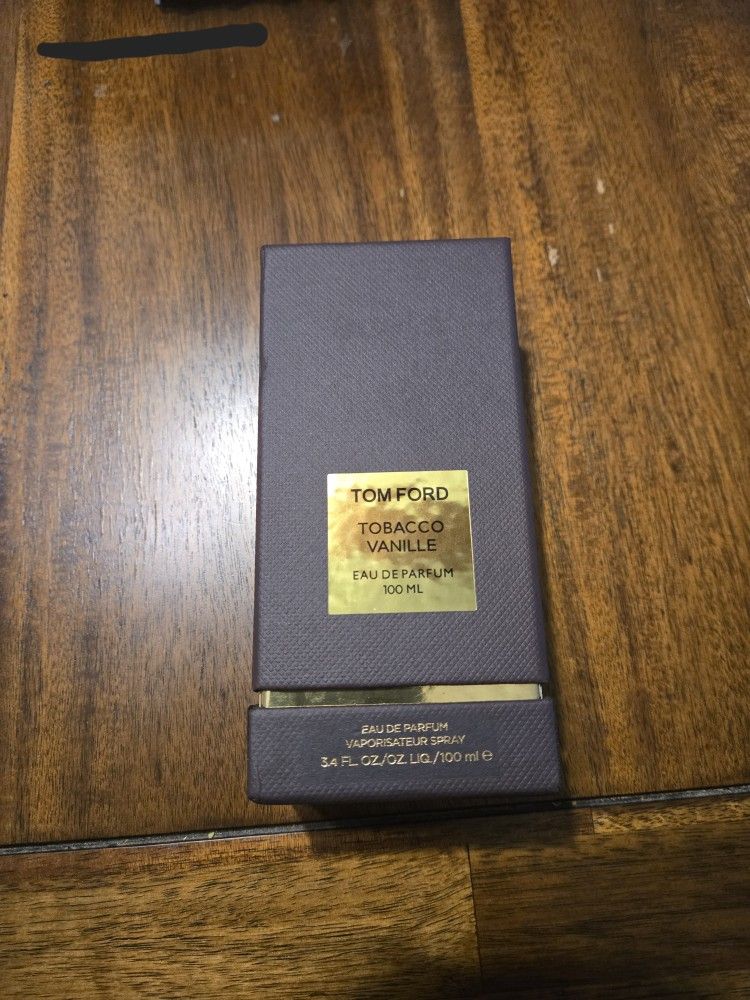 TOM FORD
TOBACCO
VANILLE
EAU DE PARFUM
100 ML
EAU DE PARFUM
VAPORISATEUR SPRAY
3.4 FL. OZ./OZ. LIQ./100 ml ℮